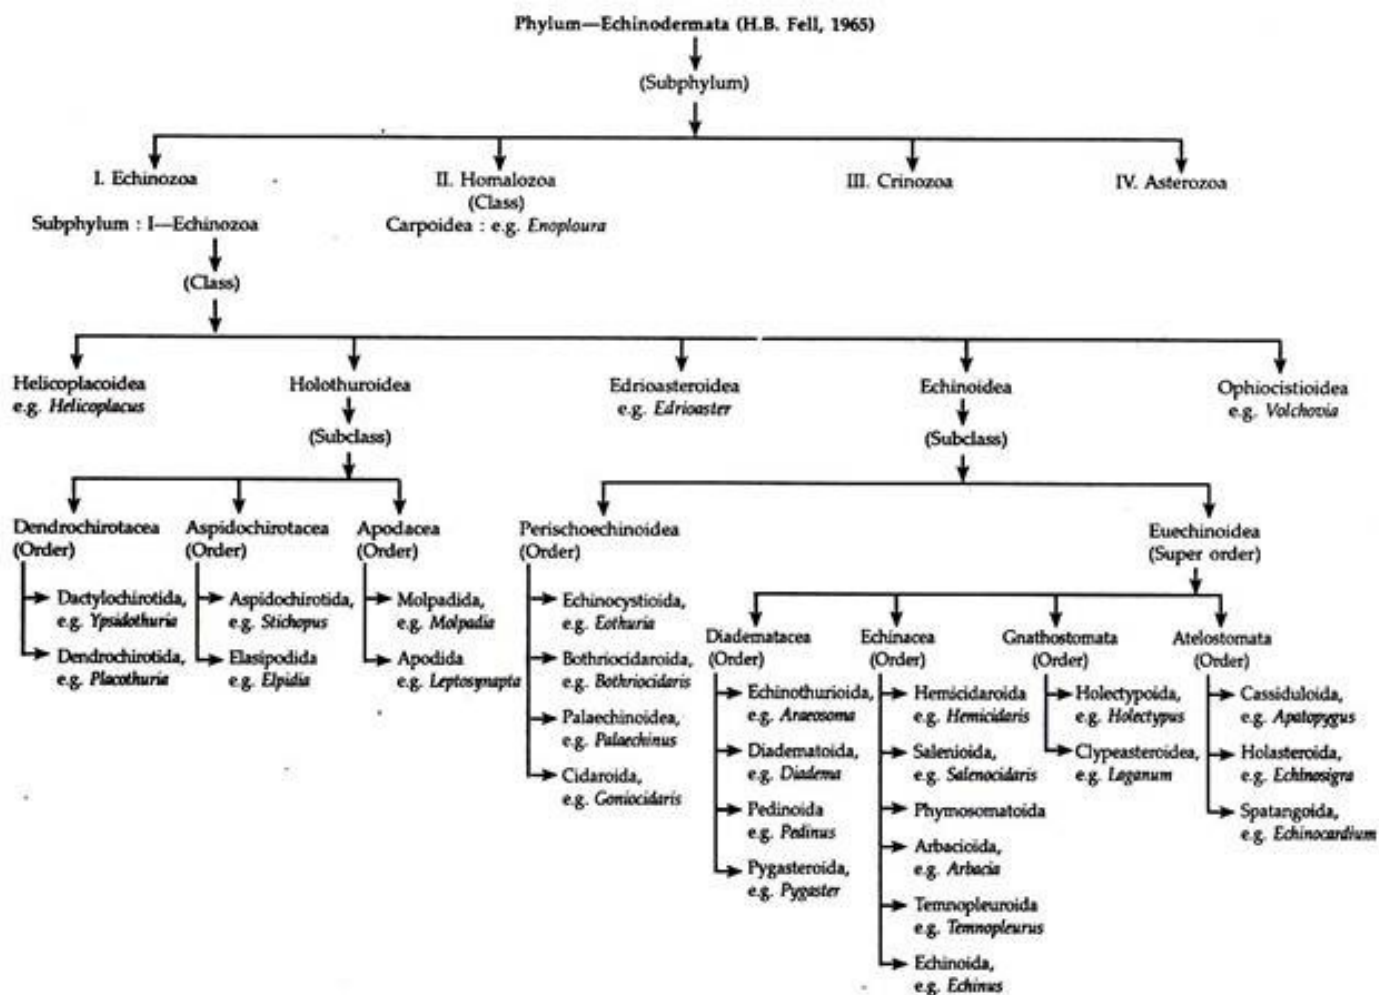 Phylum—Echinodermata (H.B. Fell, 1965)
(Subphylum)
I. Echinozoa
II. Homalozoa
(Class)
Carpoidea : e.g. Enoploura
III. Crinozoa
IV. Asterozoa
Subphylum : I—Echinozoa
(Class)
Helicoplacoidea
e.g. Helicoplacus
Holothuroidea
(Subclass)
Edrioasteroidea
e.g. Edrioaster
Echinoidea
(Subclass)
Ophiocistioidea
e.g. Volchovia
Dendrochirotacea
(Order)
Dactylochirotida,
e.g. Ypsidothuria
Dendrochirotida,
e.g. Placothuria
Aspidochirotacea
(Order)
Aspidochirotida,
e.g. Stichopus
Elasipodida
e.g. Elpidia
Apodacea
(Order)
Molpadida,
e.g. Molpadia
Apodida
e.g. Leptosynapta
Perischoechinoidea
(Order)
Echinocystioida,
e.g. Eothuria
Bothriocidaroida,
e.g. Bothriocidaris
Palaechinoidea,
e.g. Palaechinus
Cidaroida,
e.g. Goniocidaris
Euechinoidea
(Super order)
Diadematacea
(Order)
Echinothurioida,
e.g. Araeosoma
Diadematoida,
e.g. Diadema
Pedinoida
e.g. Pedinus
Pygasteroida,
e.g. Pygaster
Echinacea
(Order)
Hemicidaroida
e.g. Hemicidaris
Salenioida,
e.g. Salenocidaris
Phymosomatoida
Arbacioida,
e.g. Arbacia
Temnopleuroida
e.g. Temnopleurus
Echinoida,
e.g. Echinus
Gnathostomata
(Order)
Holectypoida,
e.g. Holectypus
Clypeasteroidea,
e.g. Laganum
Atelostomata
(Order)
Cassiduloida,
e.g. Apatopygus
Holasteroida,
e.g. Echinosigra
Spatangoida,
e.g. Echinocardium